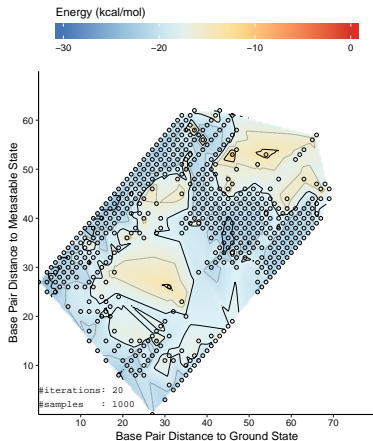 Energy (kcal/mol)
−30 −20 −10 0
Base Pair Distance to Metastable State
60
50
40
30
20
10
#iterations: 20
#samples : 1000
10 20 30 40 50 60 70
Base Pair Distance to Ground State